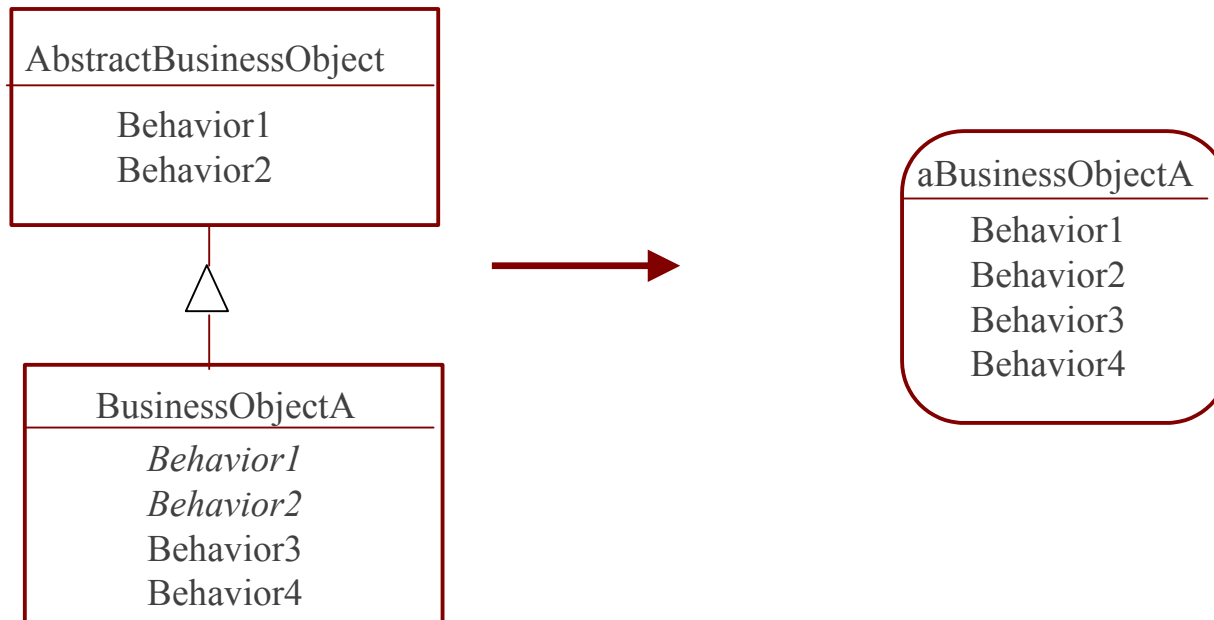 AbstractBusinessObject
Behavior1
Behavior2
BusinessObjectA
Behavior1
Behavior2
Behavior3
Behavior4
aBusinessObjectA
Behavior1
Behavior2
Behavior3
Behavior4